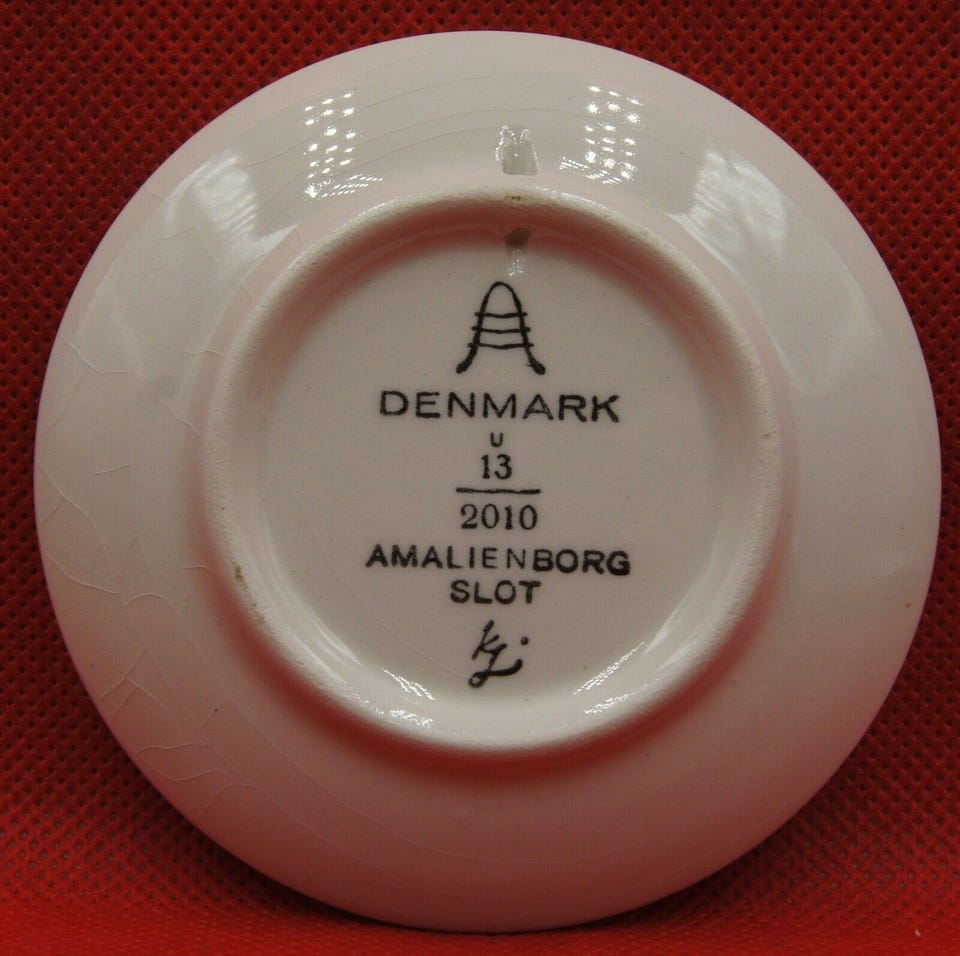 DENMARK
U
13
2010
AMALIENBORG
SLOT